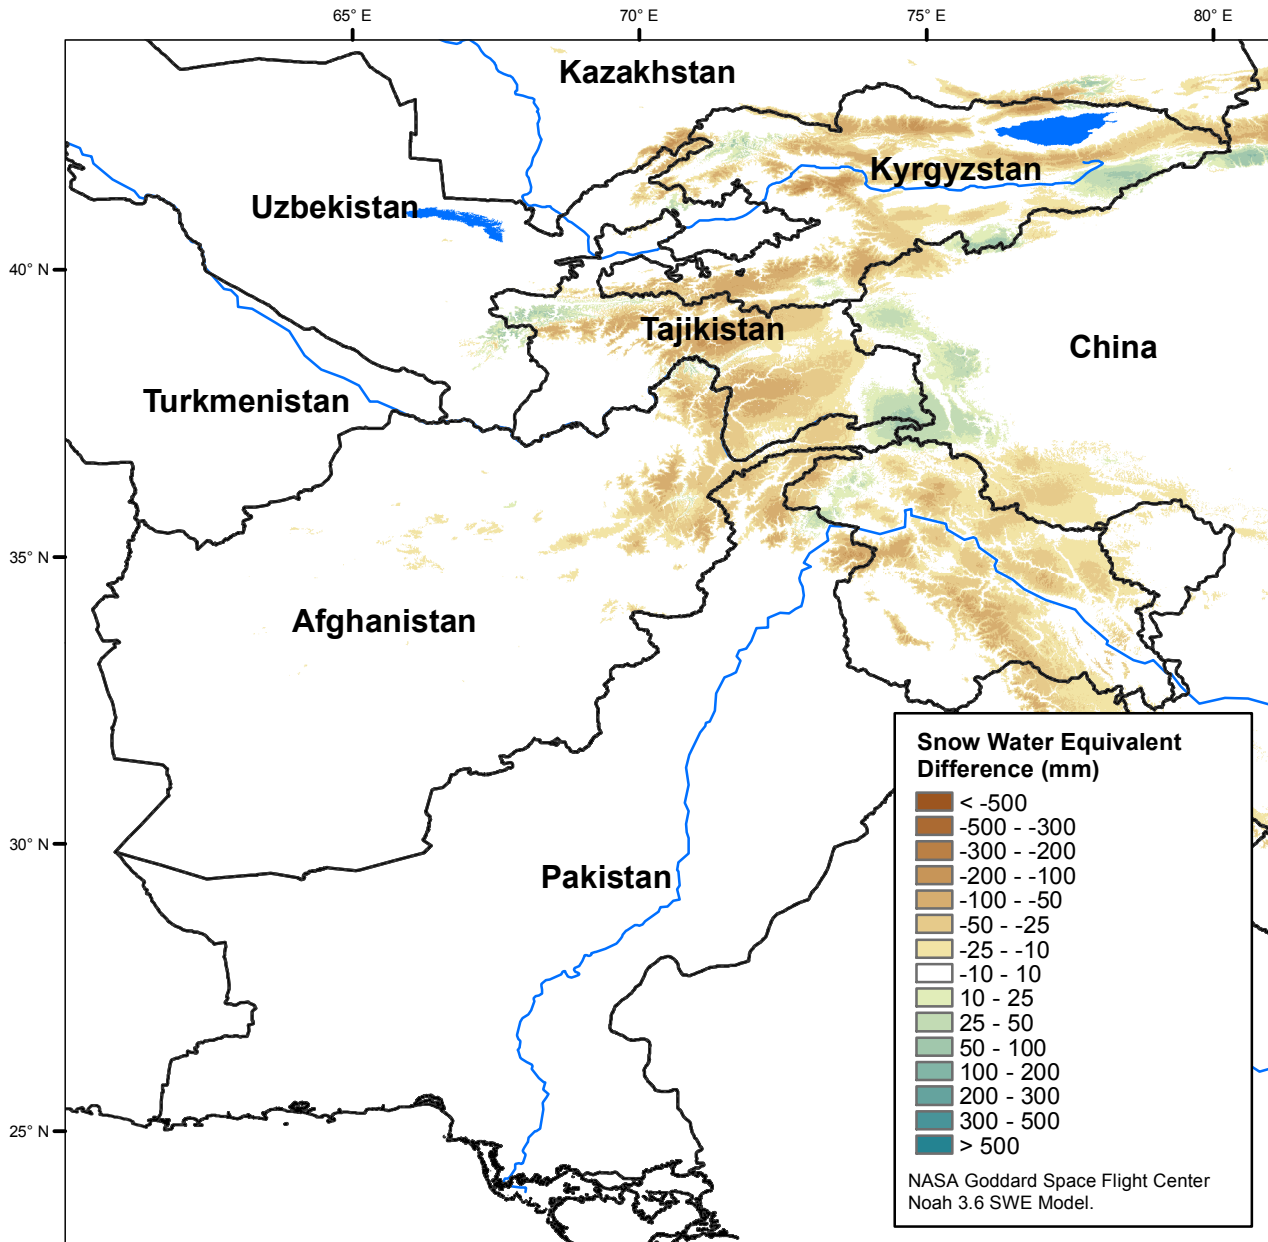 65° E
70° E
75° E
80° E
Kazakhstan
Kyrgyzstan
Uzbekistan
40° N
Tajikistan
China
Turkmenistan
35° N
Afghanistan
Snow Water Equivalent
Difference (mm)
< -500
-500 - -300
-300 - -200
-200 - -100
-100 - -50
-50 - -25
-25 - -10
-10 - 10
10 - 25
25 - 50
50 - 100
100 - 200
200 - 300
300 - 500
> 500
NASA Goddard Space Flight Center
Noah 3.6 SWE Model.
30° N
Pakistan
25° N